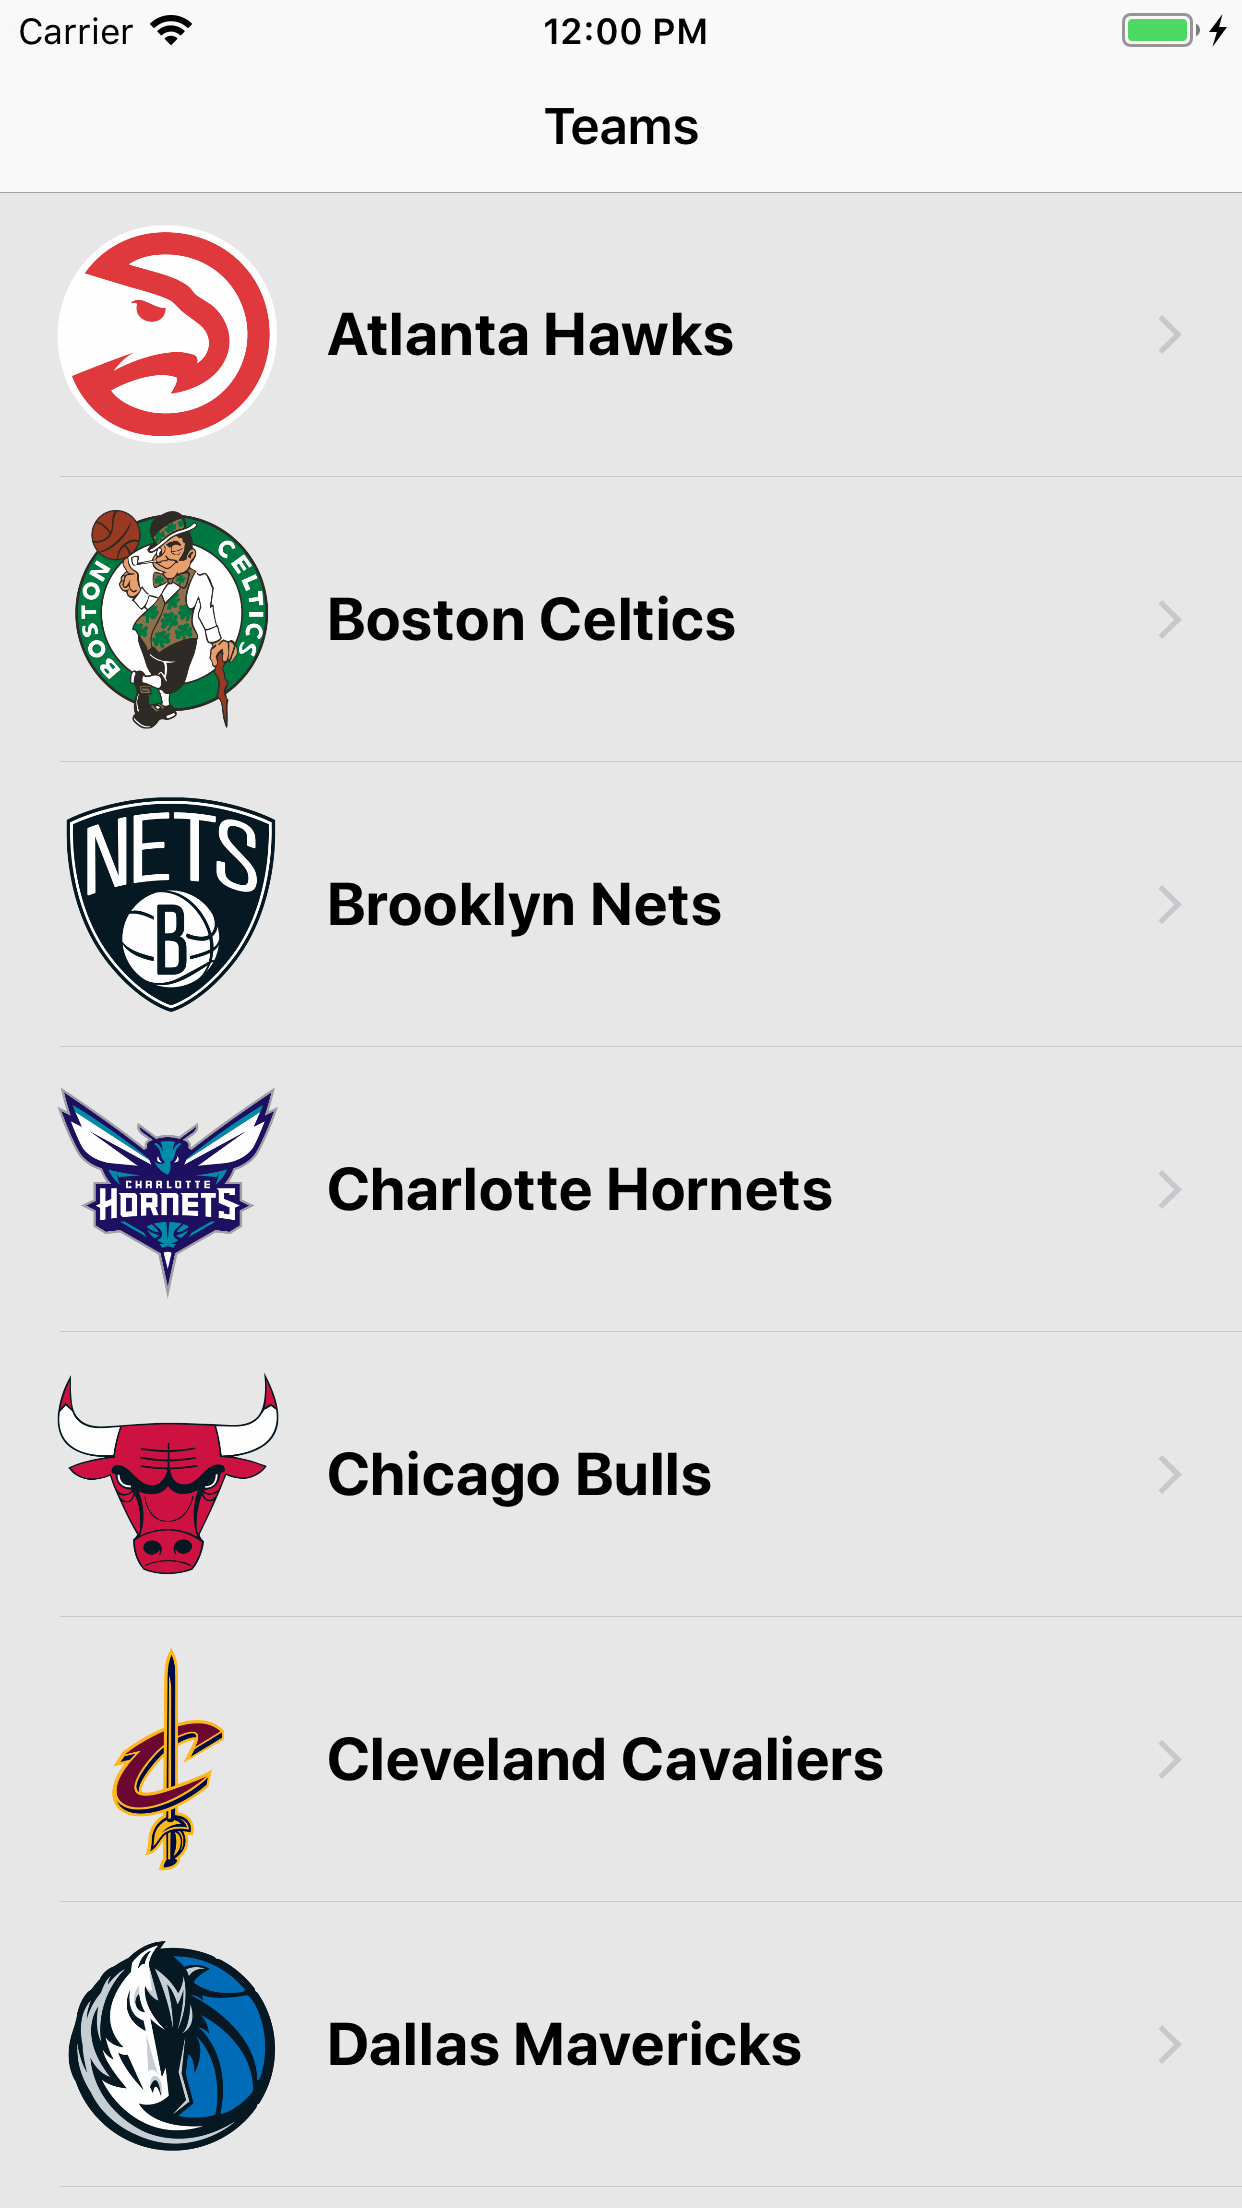 Carrier 12:00 PM
Teams
Atlanta Hawks
BOSTON CELTICS
Boston Celtics
NETS
B
Brooklyn Nets
CHARLOTTE
HORNETS
Charlotte Hornets
Chicago Bulls
C
Cleveland Cavaliers
Dallas Mavericks